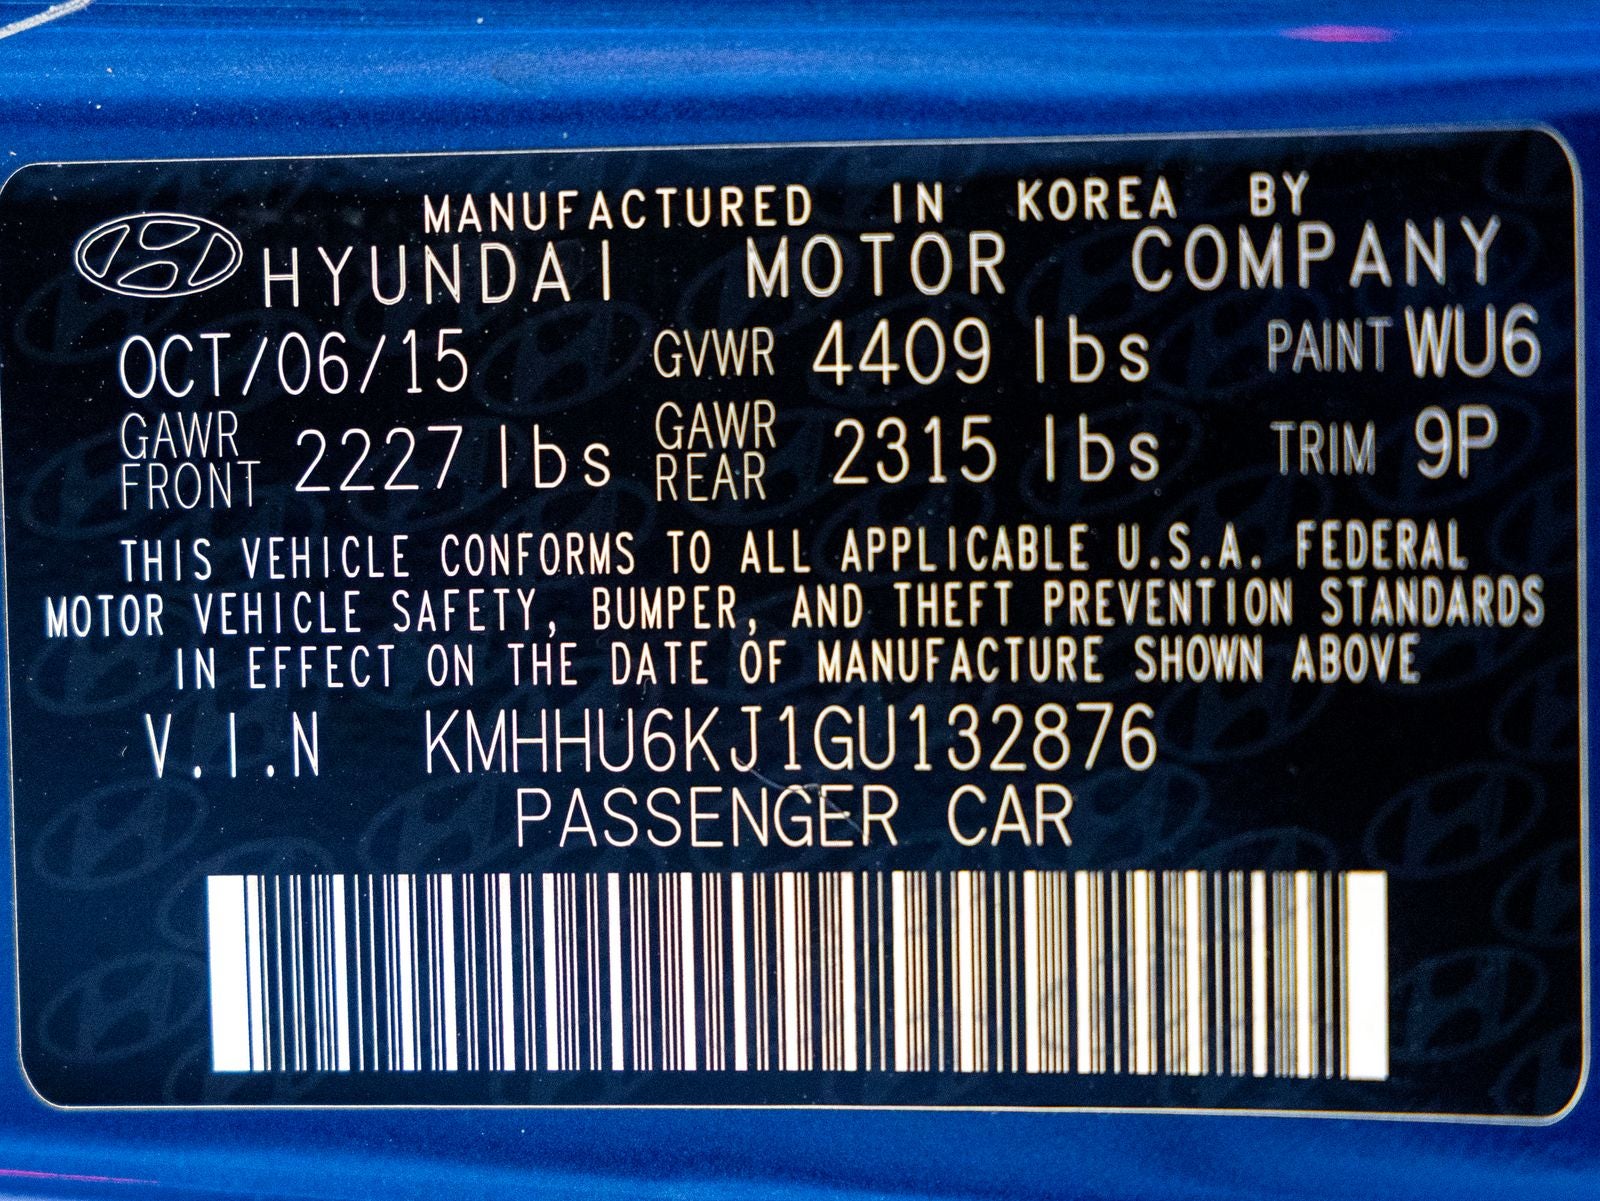 MANUFACTURED IN KOREA BY
HYUNDAI MOTOR COMPANY
OCT/06/15 GVWR 4409 lbs PAINT WU6
GAWR FRONT 2227 lbs GAWR REAR 2315 lbs TRIM 9P
THIS VEHICLE CONFORMS TO ALL APPLICABLE U.S.A. FEDERAL
MOTOR VEHICLE SAFETY, BUMPER, AND THEFT PREVENTION STANDARDS
IN EFFECT ON THE DATE OF MANUFACTURE SHOWN ABOVE
V.I.N KMHHU6KJ1GU132876
PASSENGER CAR